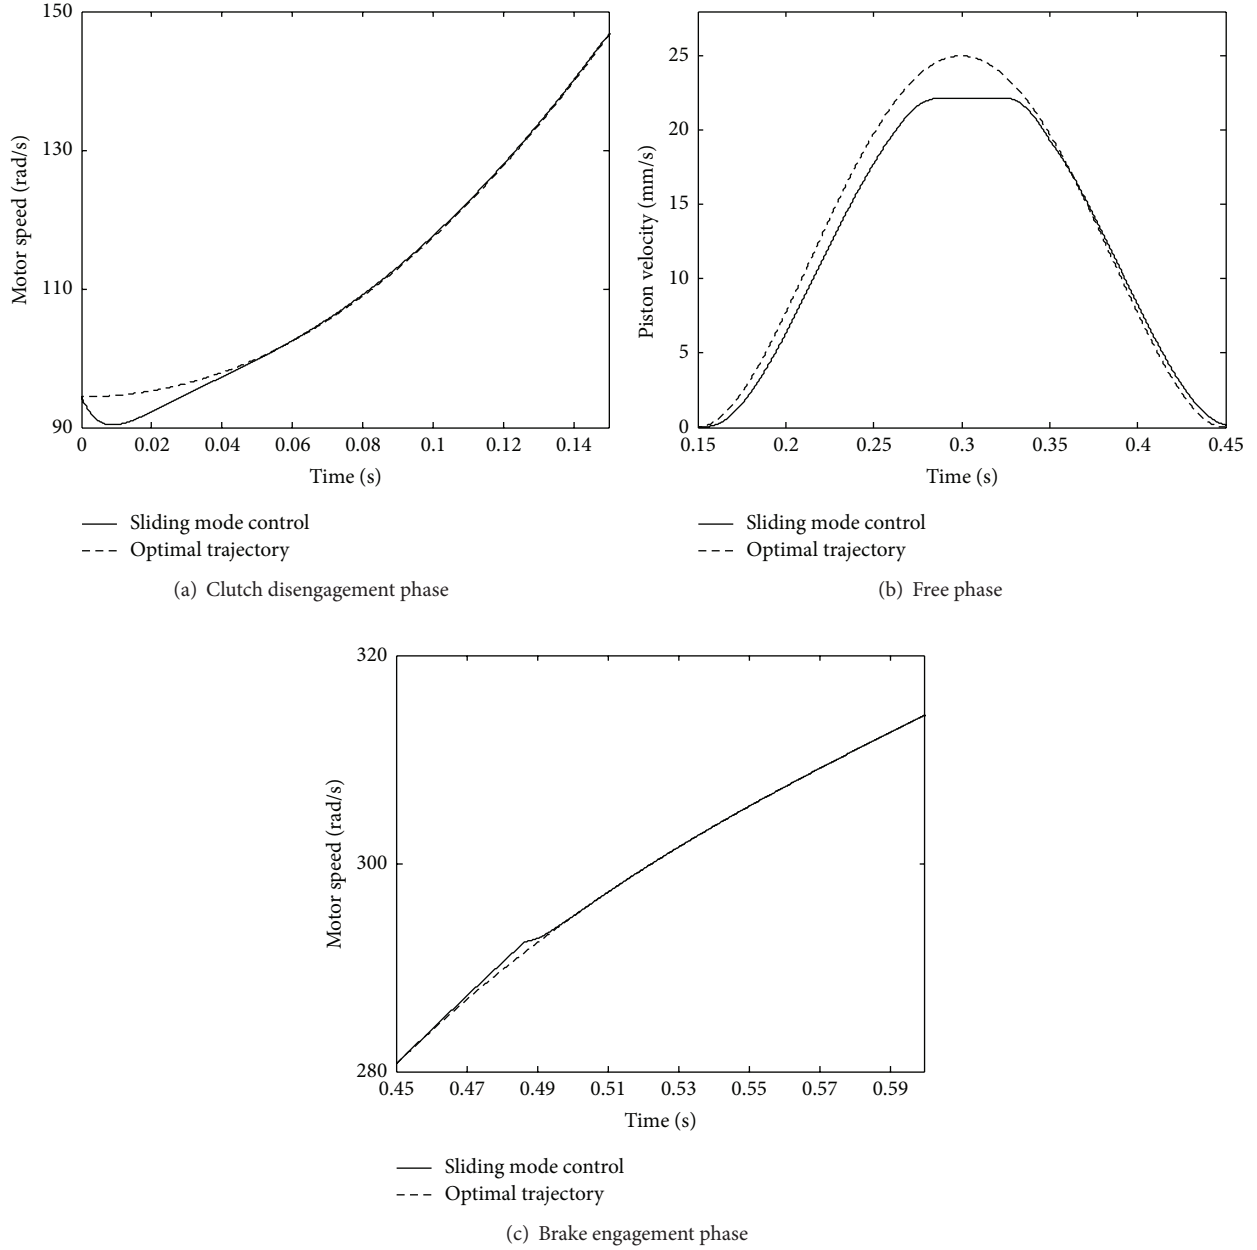 150
130
110
90
Motor speed (rad/s)
0 0.02 0.04 0.06 0.08 0.1 0.12 0.14
Time (s)
Sliding mode control
Optimal trajectory
(a) Clutch disengagement phase
25
20
15
10
5
0
Piston velocity (mm/s)
0.15 0.2 0.25 0.3 0.35 0.4 0.45
Time (s)
Sliding mode control
Optimal trajectory
(b) Free phase
320
300
280
Motor speed (rad/s)
0.45 0.47 0.49 0.51 0.53 0.55 0.57 0.59
Time (s)
Sliding mode control
Optimal trajectory
(c) Brake engagement phase